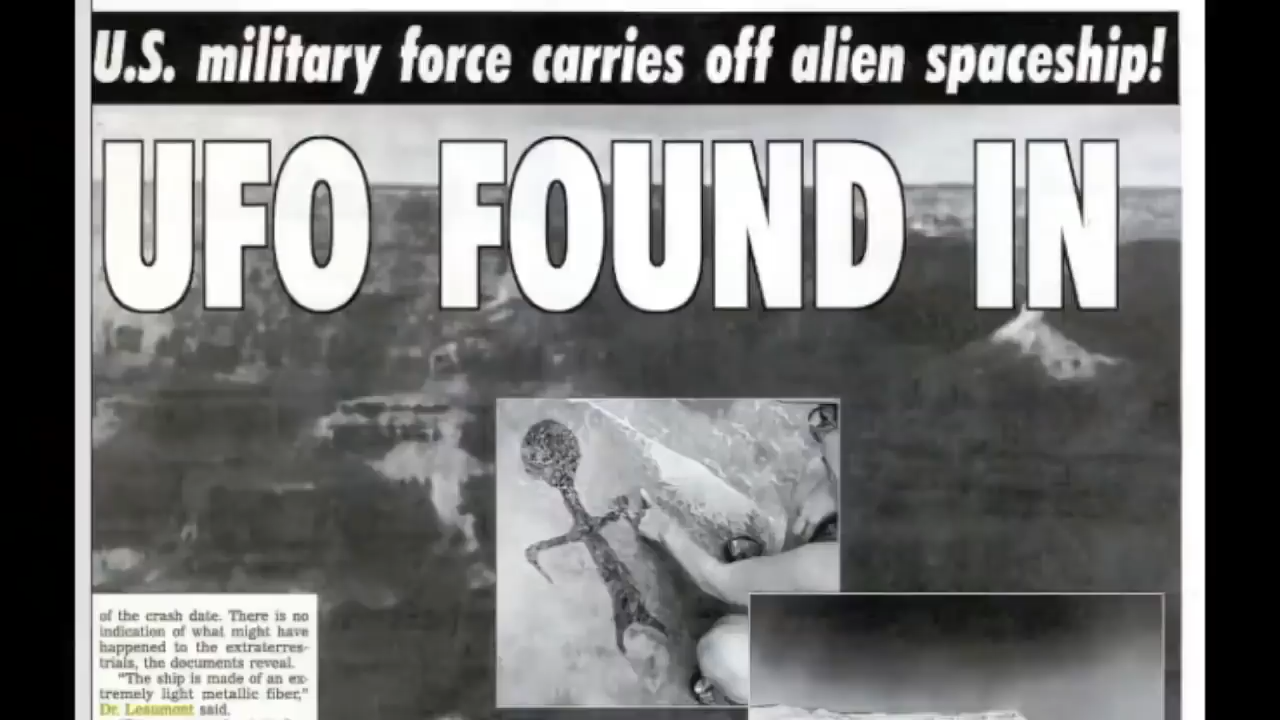 U.S. military force carries off alien spaceship!
UFO FOUND IN
of the crash date. There is no
indication of what might have
happened to the extraterres-
trials, the documents reveal.
"The ship is made of an ex-
tremely light metallic fiber,"
Dr. Leaumont said.